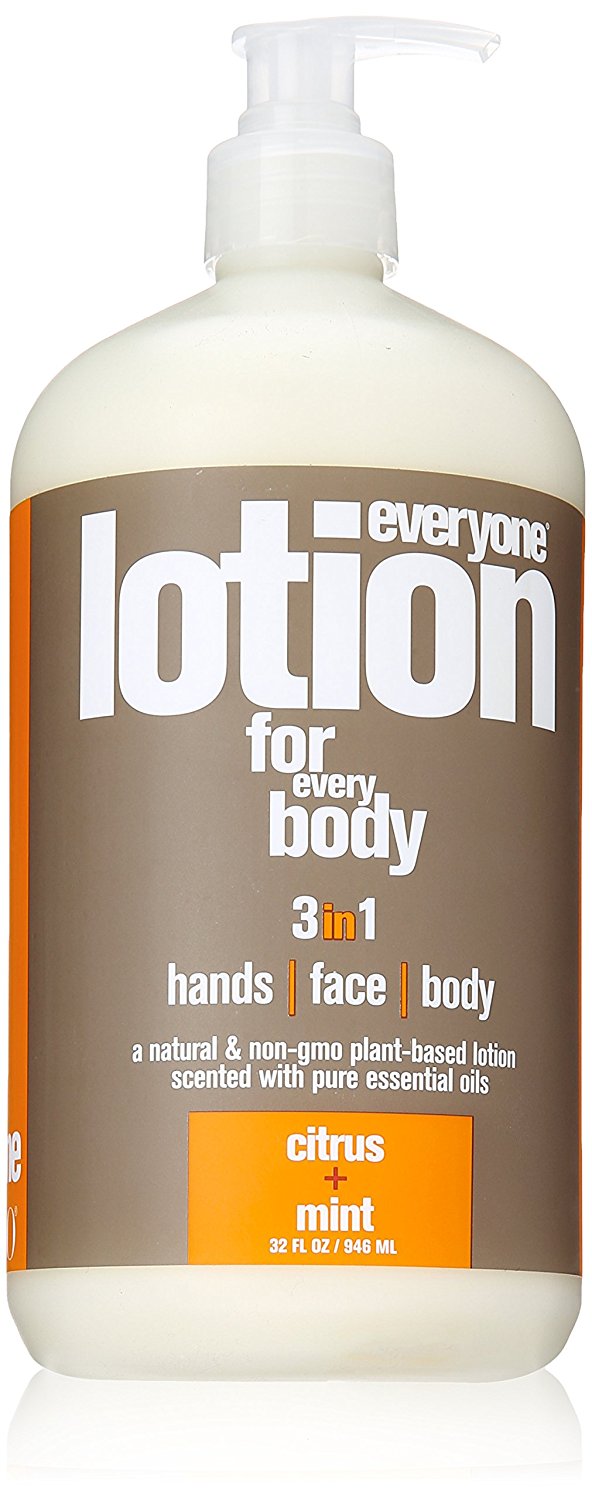 everyone®
lotion
for
every
body
3in1
hands | face | body
a natural & non-gmo plant-based lotion
scented with pure essential oils
citrus
+
mint
32 FL OZ / 946 ML